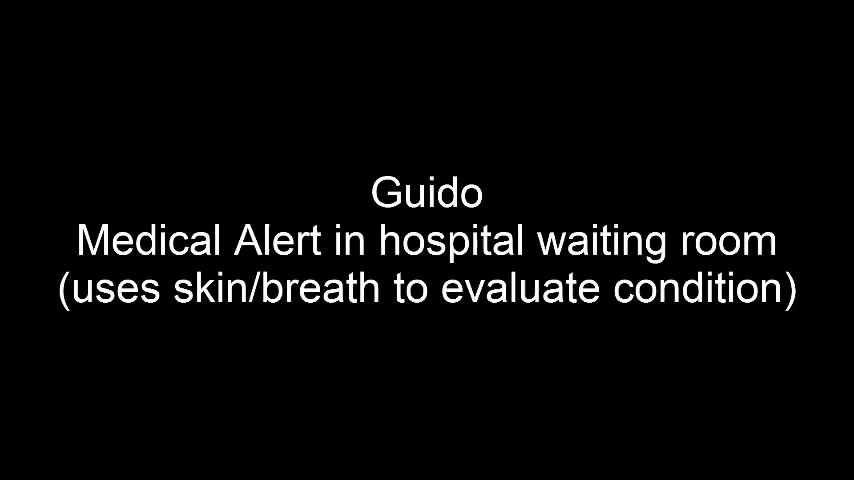 Guido
Medical Alert in hospital waiting room
(uses skin/breath to evaluate condition)